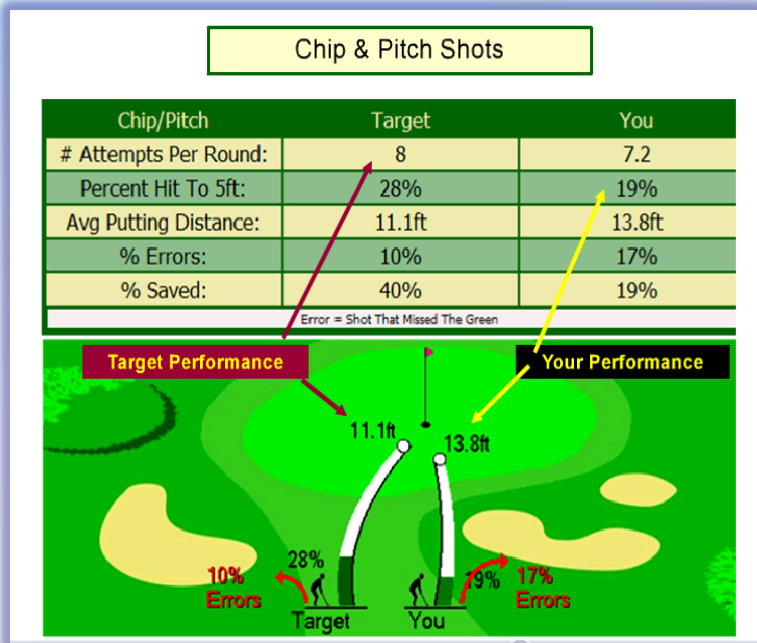 Chip & Pitch Shots
Chip/Pitch Target You
# Attempts Per Round: 8 7.2
Percent Hit To 5ft: 28% 19%
Avg Putting Distance: 11.1ft 13.8ft
% Errors: 10% 17%
% Saved: 40% 19%
Error = Shot That Missed The Green
Target Performance Your Performance
11.1ft 13.8ft
28%
10% 19% 17%
Errors Errors
Target You